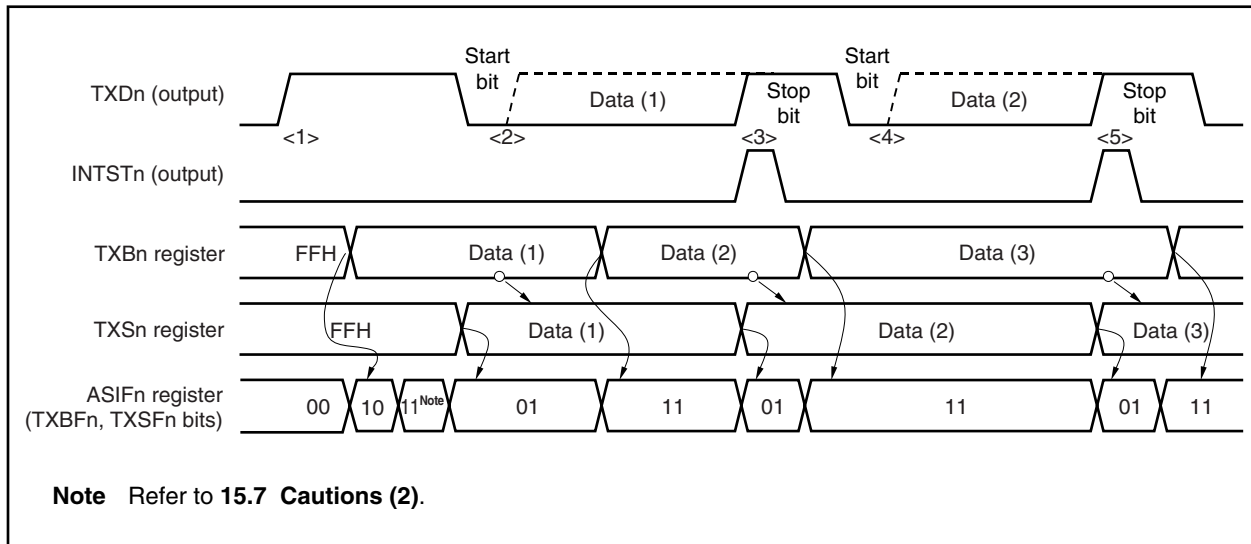 Start bit
Start bit
TXDn (output)
Data (1)
Stop bit
Data (2)
Stop bit
<1>
<2>
<3>
<4>
<5>
INTSTn (output)
TXBn register
FFH
Data (1)
Data (2)
Data (3)
TXSn register
FFH
Data (1)
Data (2)
Data (3)
ASIFn register
(TXBFn, TXSFn bits)
00
10
11 Note
01
11
01
11
01
11
Note Refer to 15.7 Cautions (2).